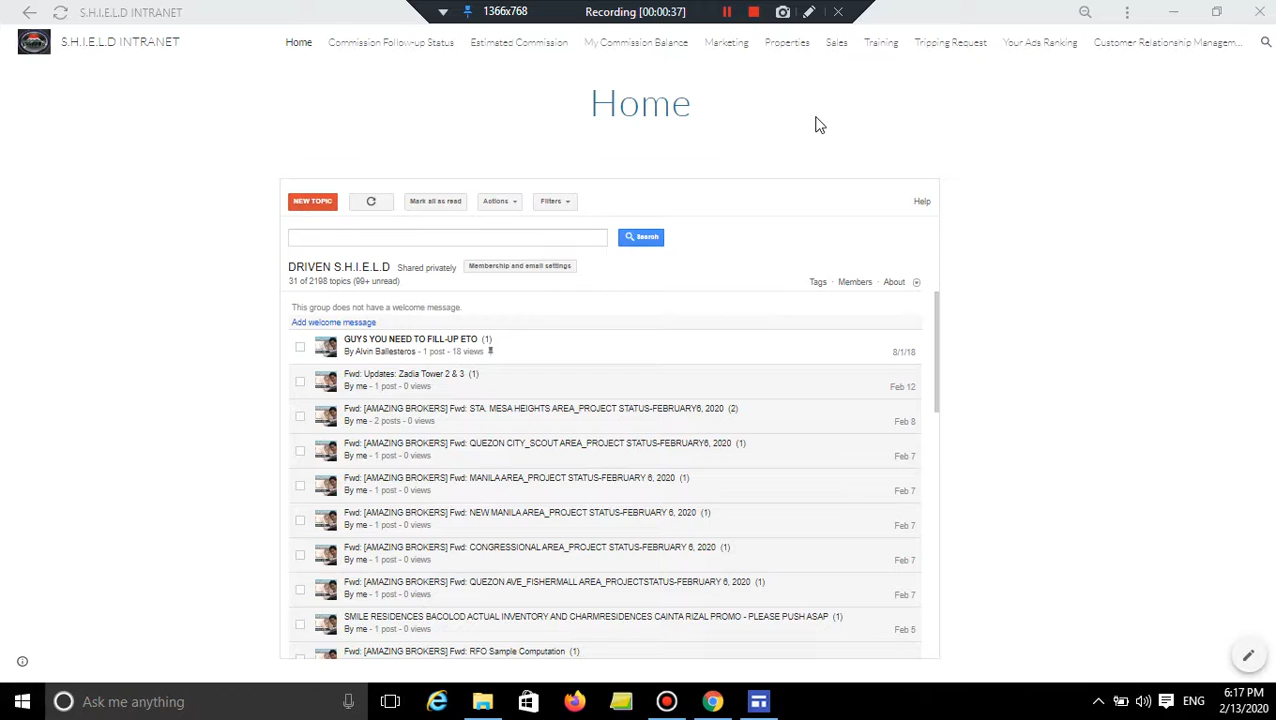 S.H.I.E.L.D INTRANET
1366x768
Recording [00:00:37]
S.H.I.E.L.D INTRANET
Home
Commission Follow-up Status
Estimated Commission
My Commission Balance
Marketing
Properties
Sales
Training
Tripping Request
Your Ads Ranking
Customer Relationship Managem...
Home
NEW TOPIC
Mark all as read
Actions
Filters
Help
Search
DRIVEN S.H.I.E.L.D Shared privately
Membership and email settings
31 of 2198 topics (99+ unread)
Tags · Members · About
This group does not have a welcome message.
Add welcome message
GUYS YOU NEED TO FILL-UP ETO (1)
By Alvin Ballesteros - 1 post - 18 views
8/1/18
Fwd: Updates: Zadia Tower 2 & 3 (1)
By me - 1 post - 0 views
Feb 12
Fwd: [AMAZING BROKERS] Fwd: STA. MESA HEIGHTS AREA_PROJECT STATUS-FEBRUARY6, 2020 (2)
By me - 2 posts - 0 views
Feb 8
Fwd: [AMAZING BROKERS] Fwd: QUEZON CITY_SCOUT AREA_PROJECT STATUS-FEBRUARY6, 2020 (1)
By me - 1 post - 0 views
Feb 7
Fwd: [AMAZING BROKERS] Fwd: MANILA AREA_PROJECT STATUS-FEBRUARY 6, 2020 (1)
By me - 1 post - 0 views
Feb 7
Fwd: [AMAZING BROKERS] Fwd: NEW MANILA AREA_PROJECT STATUS-FEBRUARY 6, 2020 (1)
By me - 1 post - 0 views
Feb 7
Fwd: [AMAZING BROKERS] Fwd: CONGRESSIONAL AREA_PROJECT STATUS-FEBRUARY 6, 2020 (1)
By me - 1 post - 0 views
Feb 7
Fwd: [AMAZING BROKERS] Fwd: QUEZON AVE_FISHERMALL AREA_PROJECTSTATUS-FEBRUARY 6, 2020 (1)
By me - 1 post - 0 views
Feb 7
SMILE RESIDENCES BACOLOD ACTUAL INVENTORY AND CHARMRESIDENCES CAINTA RIZAL PROMO - PLEASE PUSH ASAP (1)
By me - 1 post - 0 views
Feb 5
Fwd: [AMAZING BROKERS] Fwd: RFO Sample Computation (1)
Ask me anything
ENG
6:17 PM
2/13/2020